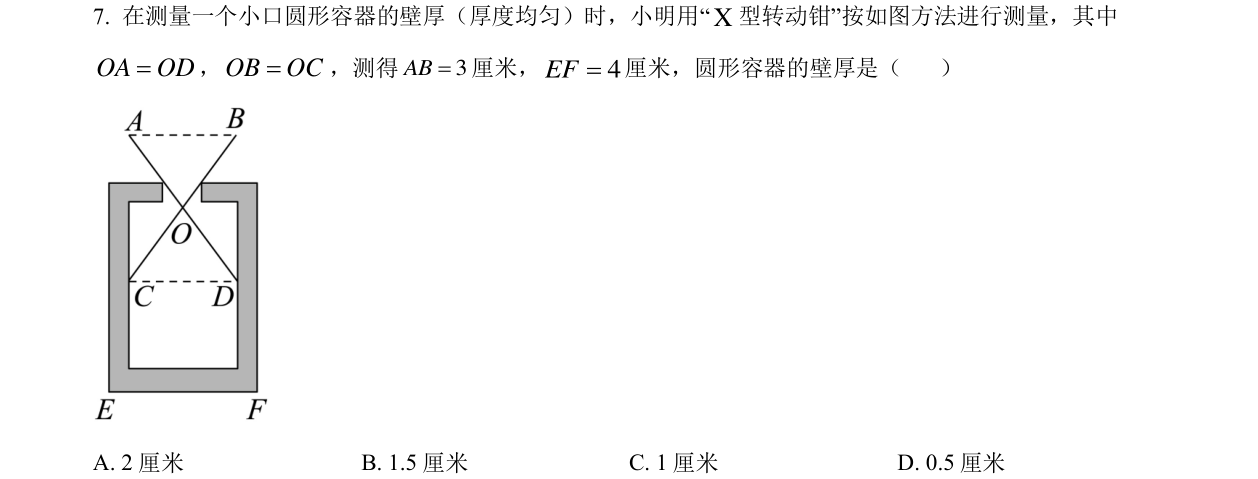 7. 在测量一个小口圆形容器的壁厚（厚度均匀）时，小明用“X 型转动钳”按如图方法进行测量，其中
OA = OD，OB = OC，测得 AB = 3 厘米，EF = 4 厘米，圆形容器的壁厚是（　　）
A B
O
C D
E F
A. 2 厘米 B. 1.5 厘米 C. 1 厘米 D. 0.5 厘米